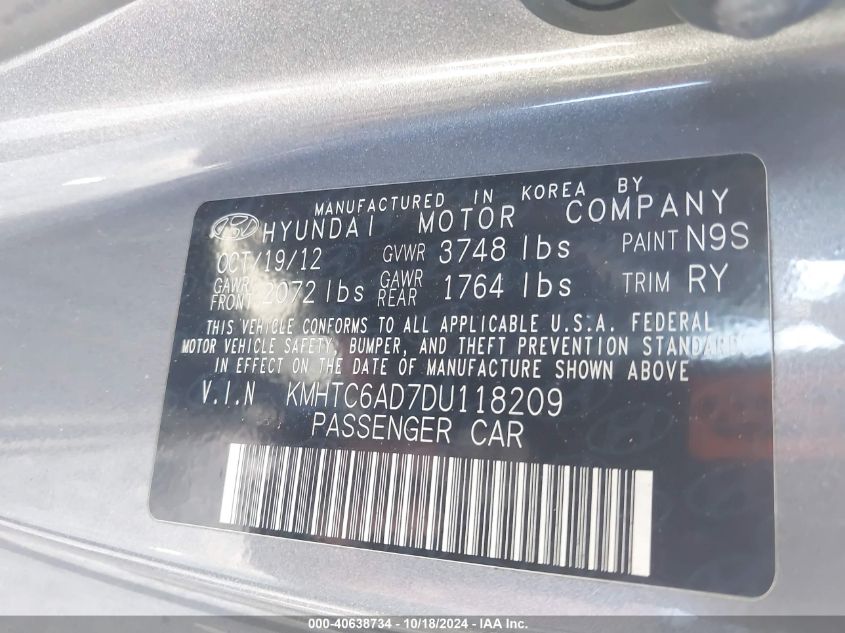 MANUFACTURED IN KOREA BY
HYUNDAI MOTOR COMPANY
OCT/19/12 GVWR 3748 lbs PAINT N9S
GAWR FRONT 2072 lbs GAWR REAR 1764 lbs TRIM RY
THIS VEHICLE CONFORMS TO ALL APPLICABLE U.S.A. FEDERAL
MOTOR VEHICLE SAFETY, BUMPER, AND THEFT PREVENTION STANDARDS
IN EFFECT ON THE DATE OF MANUFACTURE SHOWN ABOVE.
V.I.N KMHTC6AD7DU118209
PASSENGER CAR
000-40638734 - 10/18/2024 - IAA Inc.